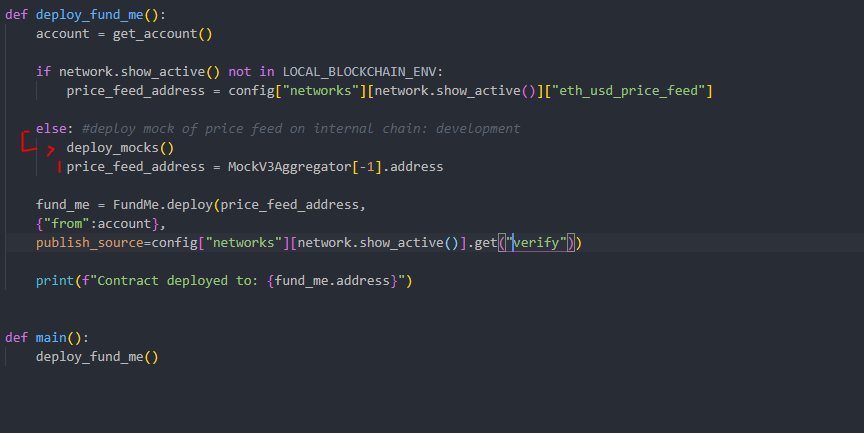 def deploy_fund_me():
    account = get_account()
    if network.show_active() not in LOCAL_BLOCKCHAIN_ENV:
        price_feed_address = config["networks"][network.show_active()]["eth_usd_price_feed"]
    else: #deploy mock of price feed on internal chain: development
        deploy_mocks()
        price_feed_address = MockV3Aggregator[-1].address
    fund_me = FundMe.deploy(price_feed_address,
    {"from":account},
    publish_source=config["networks"][network.show_active()].get("verify"))
    print(f"Contract deployed to: {fund_me.address}")
def main():
    deploy_fund_me()